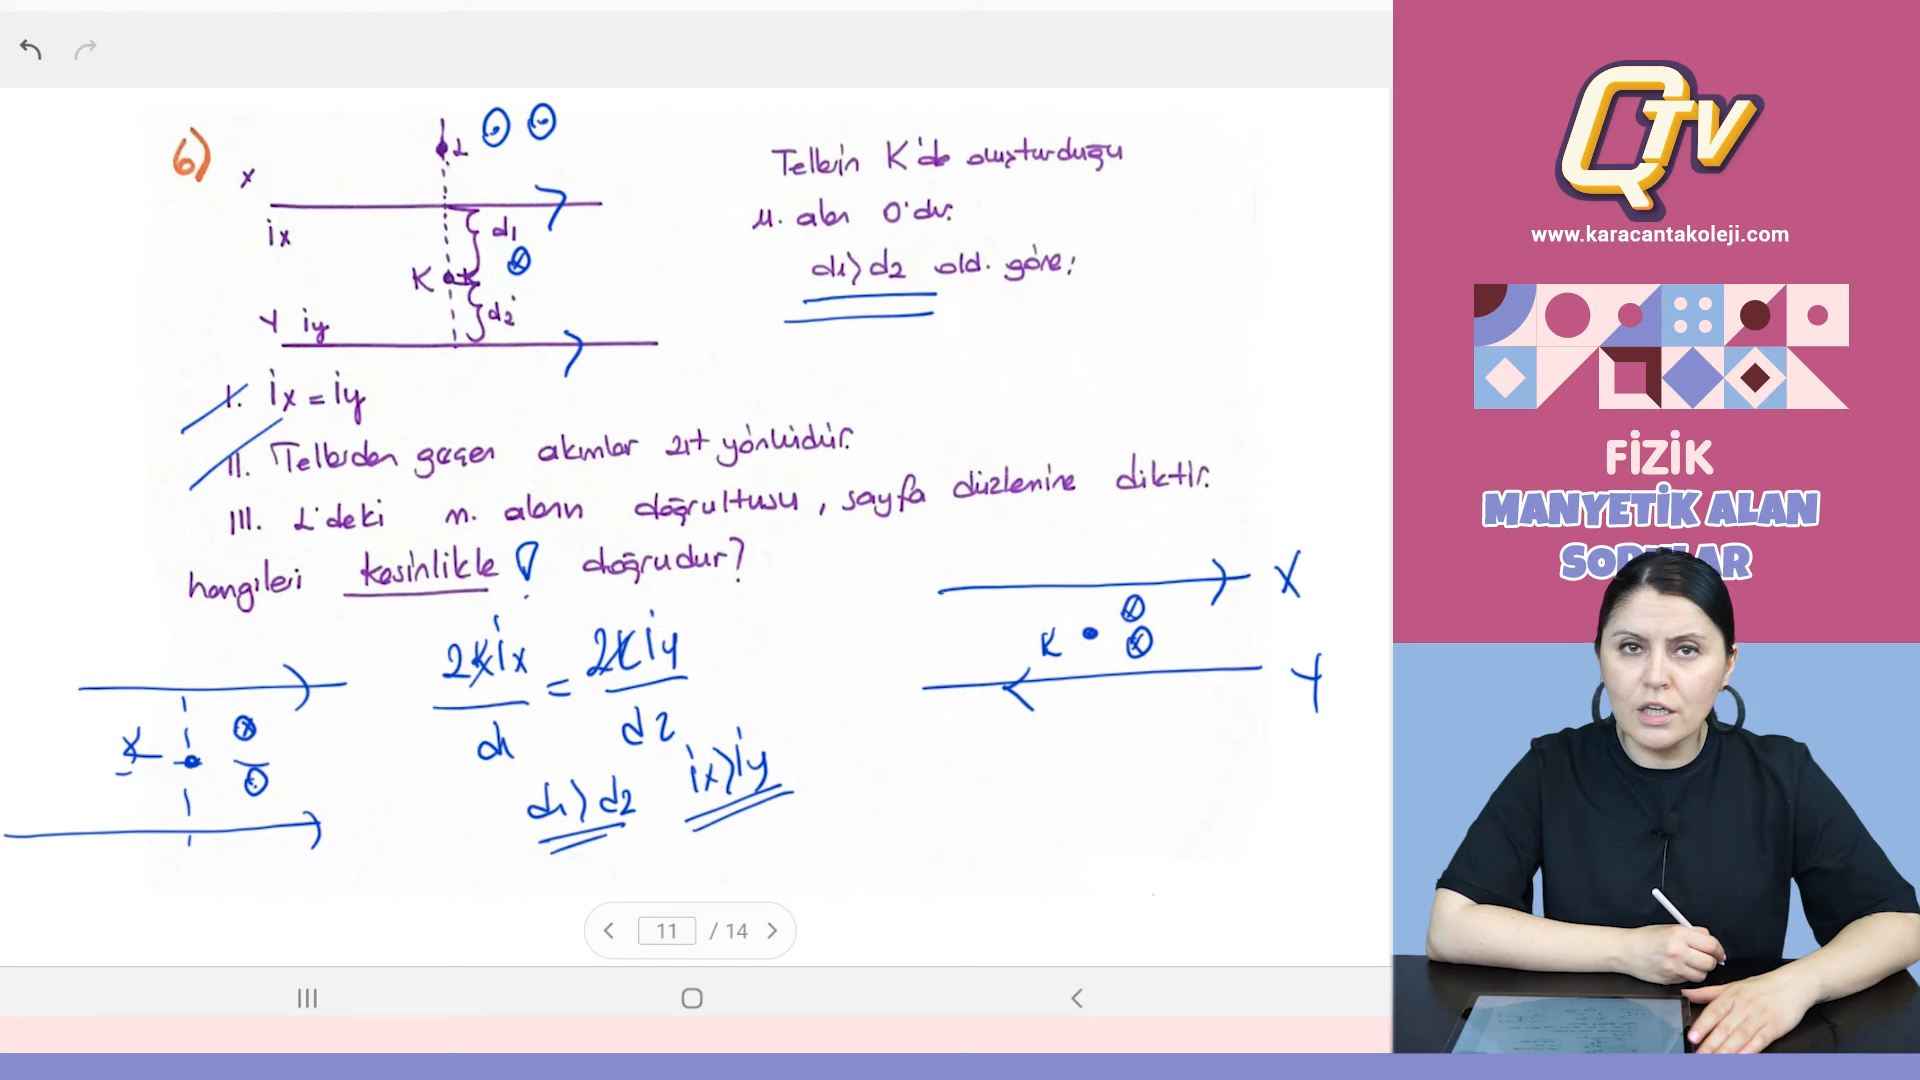 6)
L
x
ix
d1
K
Y iy
d2
Tellerin K'de oluşturduğu
M. alan 0'dır.
d1>d2 old. göre;
I. ix = iy
II. Tellerden geçen akımlar zıt yönlüdür.
III. L'deki m. alanın doğrultusu, sayfa düzlemine diktir.
hangileri kesinlikle doğrudur?
2Kix / d1 = 2Kiy / d2
d1>d2
ix>iy
K
X
K
Y
11 / 14
QTV
www.karacantakoleji.com
FİZİK
MANYETİK ALAN